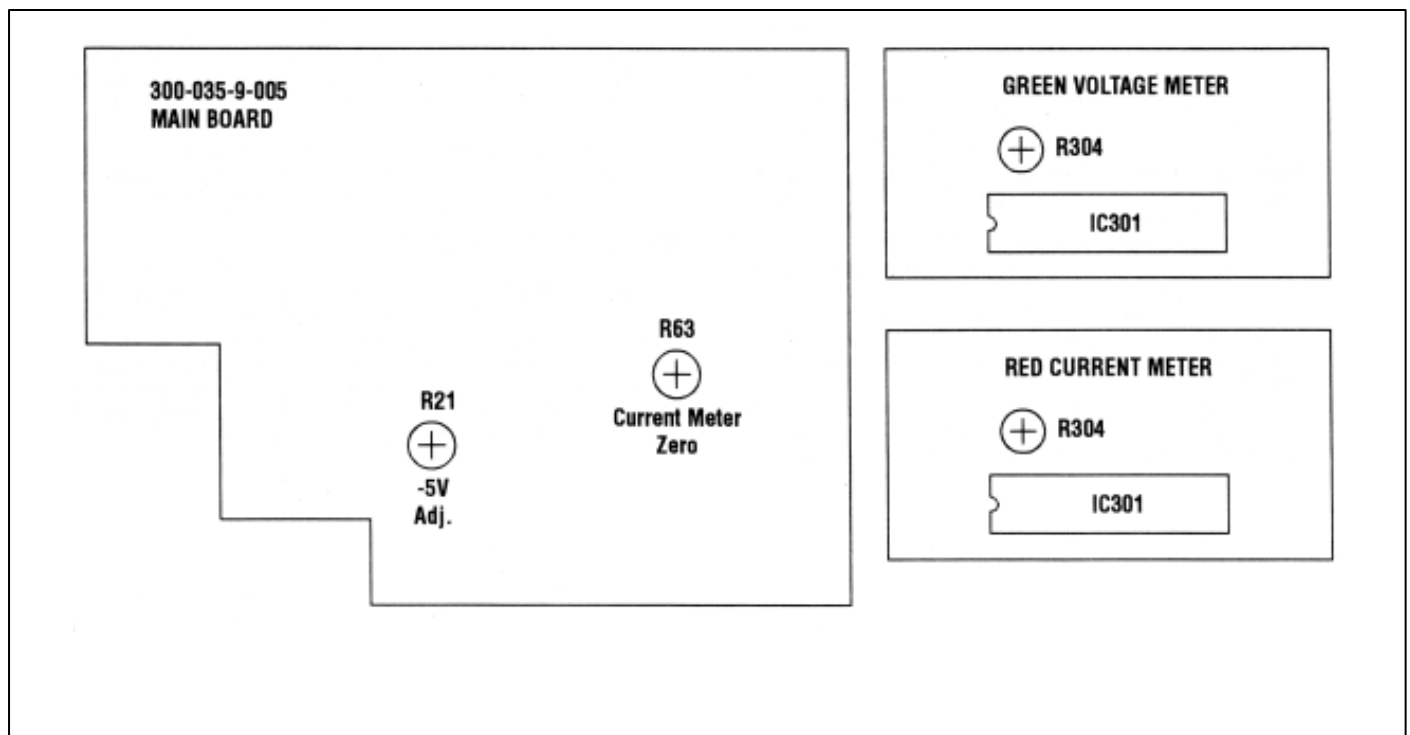 300-035-9-005
MAIN BOARD
R63
Current Meter
Zero
R21
-5V
Adj.
GREEN VOLTAGE METER
R304
IC301
RED CURRENT METER
R304
IC301